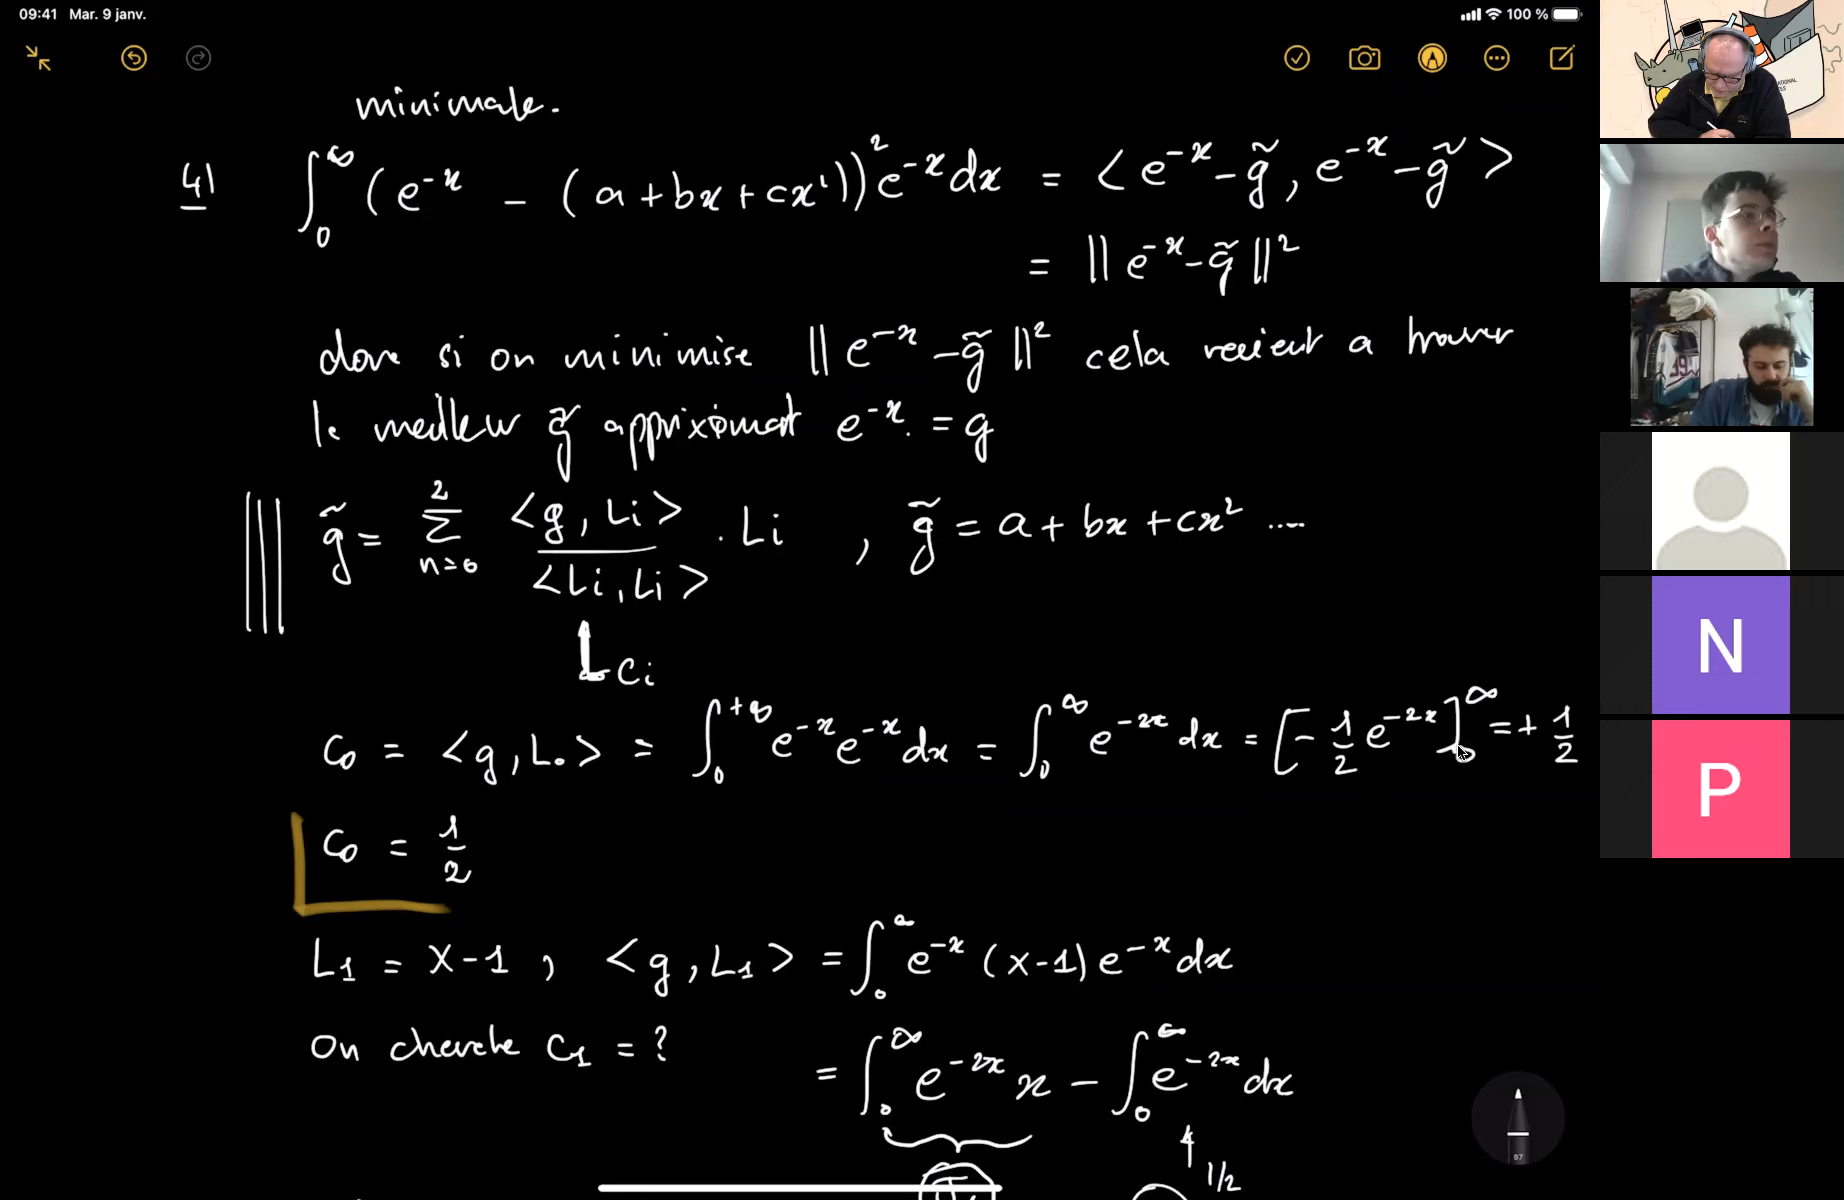 09:41 Mar. 9 janv.
100 %
minimale.
4) ∫₀^∞ (e^-x - (a+bx+cx²))² e^-x dx = <e^-x - g̃, e^-x - g̃>
= ||e^-x - g̃||²
donc si on minimise ||e^-x - g̃||² cela revient a trouver
le meilleur g̃ approximant e^-x. = g
g̃ = Σ_{n=0}^{2} <g, Li> / <Li, Li> . Li , g̃ = a + bx + cx² ....
Ci
C0 = <g, L0> = ∫₀^{+∞} e^-x e^-x dx = ∫₀^∞ e^-2x dx = [-1/2 e^-2x]₀^∞ = + 1/2
C0 = 1/2
L1 = X-1 , <g, L1> = ∫₀^∞ e^-x (X-1) e^-x dx
On cherche C1 = ?
= ∫₀^∞ e^-2x x - ∫₀^∞ e^-2x dx
1/2
97
N
P